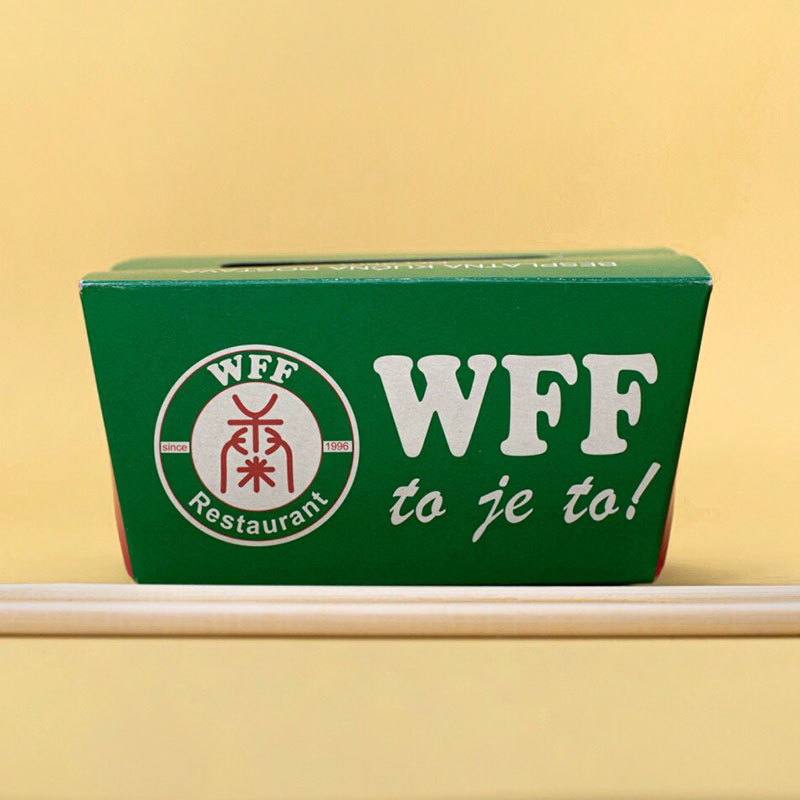 BESPLATNA KUĆNA DOSTAVA
WFF
since 1996
Restaurant
WFF
to je to!